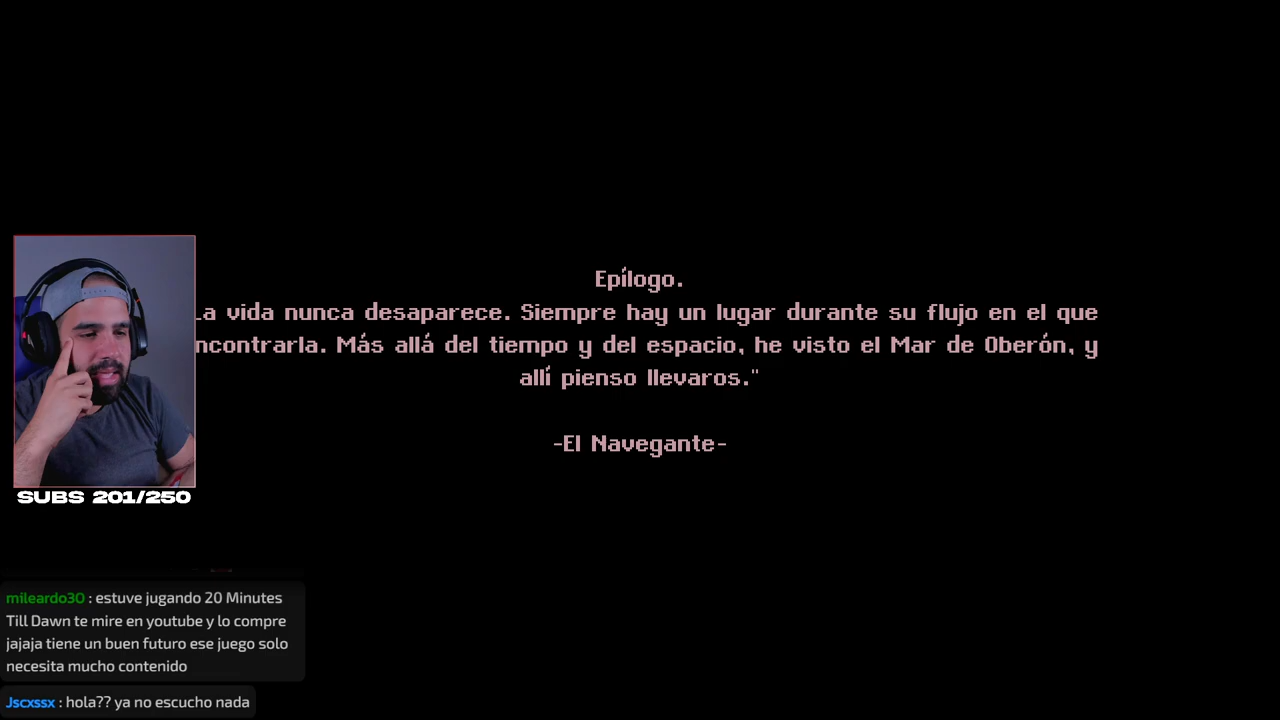 Epílogo.
La vida nunca desaparece. Siempre hay un lugar durante su flujo en el que
ncontrarla. Más allá del tiempo y del espacio, he visto el Mar de Oberón, y
allí pienso llevaros."
-El Navegante-
SUBS 201/250
mileardo30 : estuve jugando 20 Minutes
Till Dawn te mire en youtube y lo compre
jajaja tiene un buen futuro ese juego solo
necesita mucho contenido
Jscxssx : hola?? ya no escucho nada